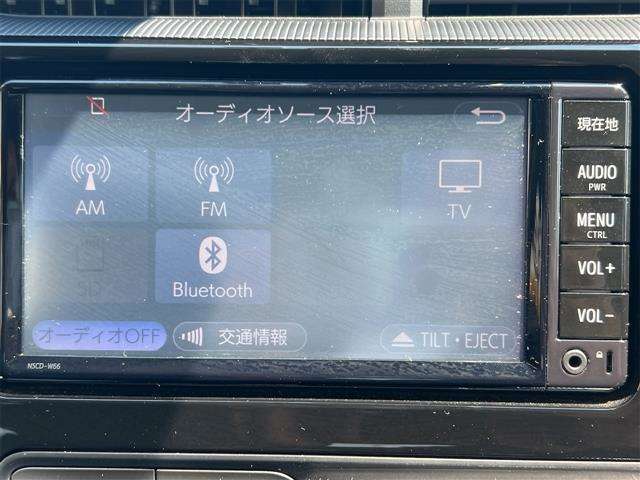 オーディオソース選択
現在地
AUDIO
PWR
AM
FM
TV
MENU
CTRL
SD
Bluetooth
VOL+
VOL-
オーディオOFF
交通情報
TILT・EJECT
NSCD-W66